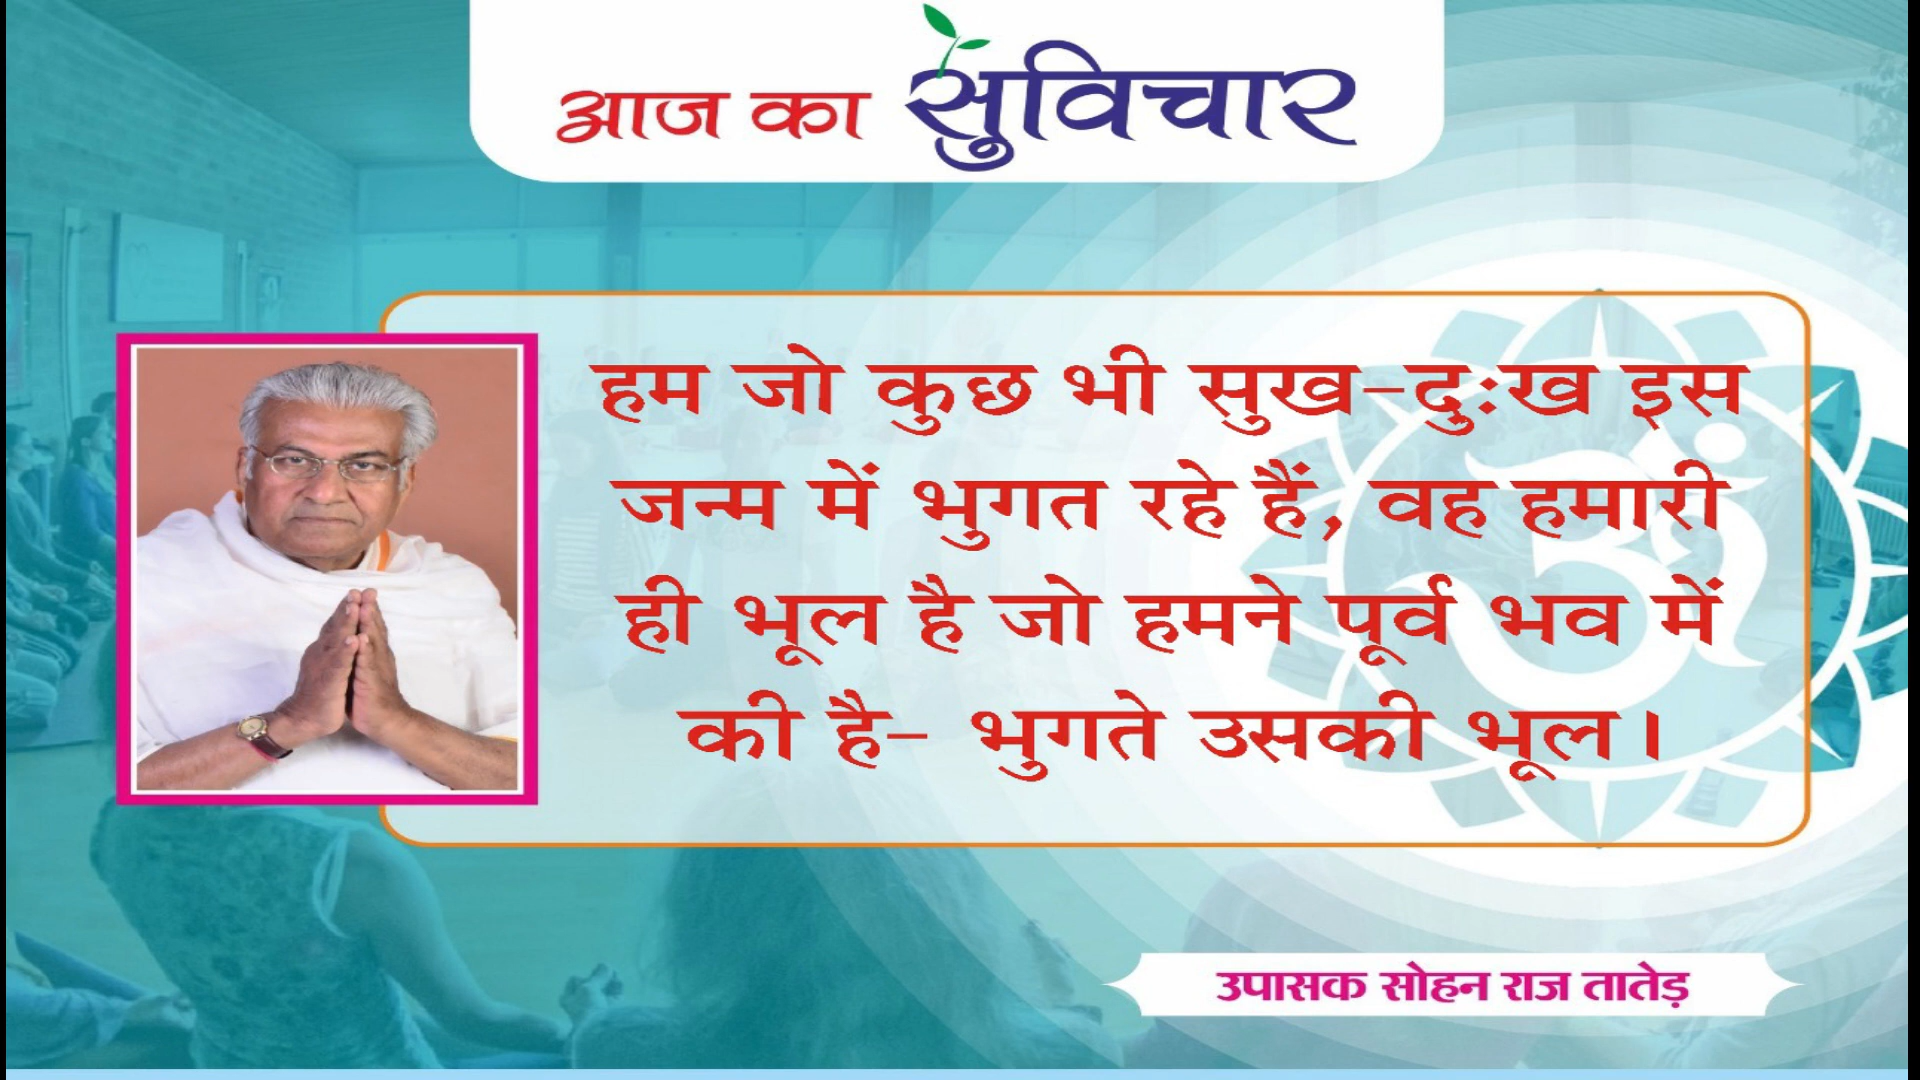 आज का सुविचार
हम जो कुछ भी सुख-दुःख इस
जन्म में भुगत रहे हैं, वह हमारी
ही भूल है जो हमने पूर्व भव में
की है- भुगते उसकी भूल।
उपासक सोहन राज तातेड़